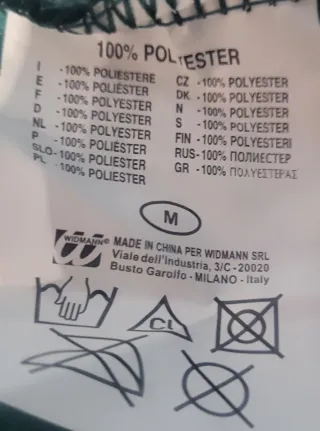 100% POLYESTER
I -100% POLIESTERE
E -100% POLIÉSTER
F -100% POLYESTER
D -100% POLYESTER
NL -100% POLYESTER
P -100% POLIÉSTER
SLO -100% POLIESTER
PL -100% POLIESTER
CZ -100% POLYESTER
DK -100% POLYESTER
N -100% POLYESTER
S -100% POLYESTER
FIN -100% POLYESTERI
RUS -100% ПОЛИЕСТЕР
GR -100% ΠΟΛΥΕΣΤΕΡΑΣ
M
WIDMANN®
MADE IN CHINA PER WIDMANN SRL
Viale dell'Industria, 3/C - 20020
Busto Garolfo - MILANO - Italy
CL